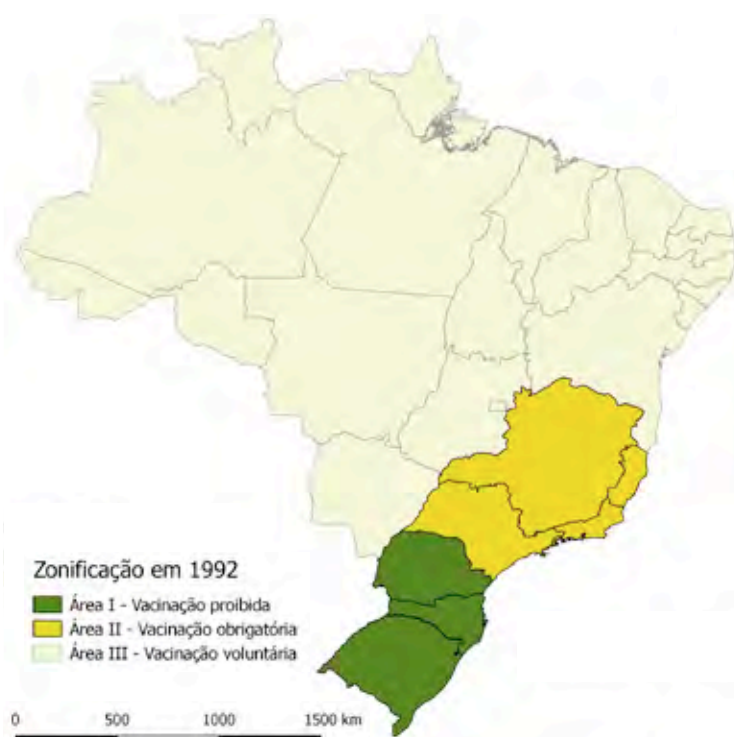 Zonificação em 1992
Área I - Vacinação proibida
Área II - Vacinação obrigatória
Área III - Vacinação voluntária
0 500 1000 1500 km